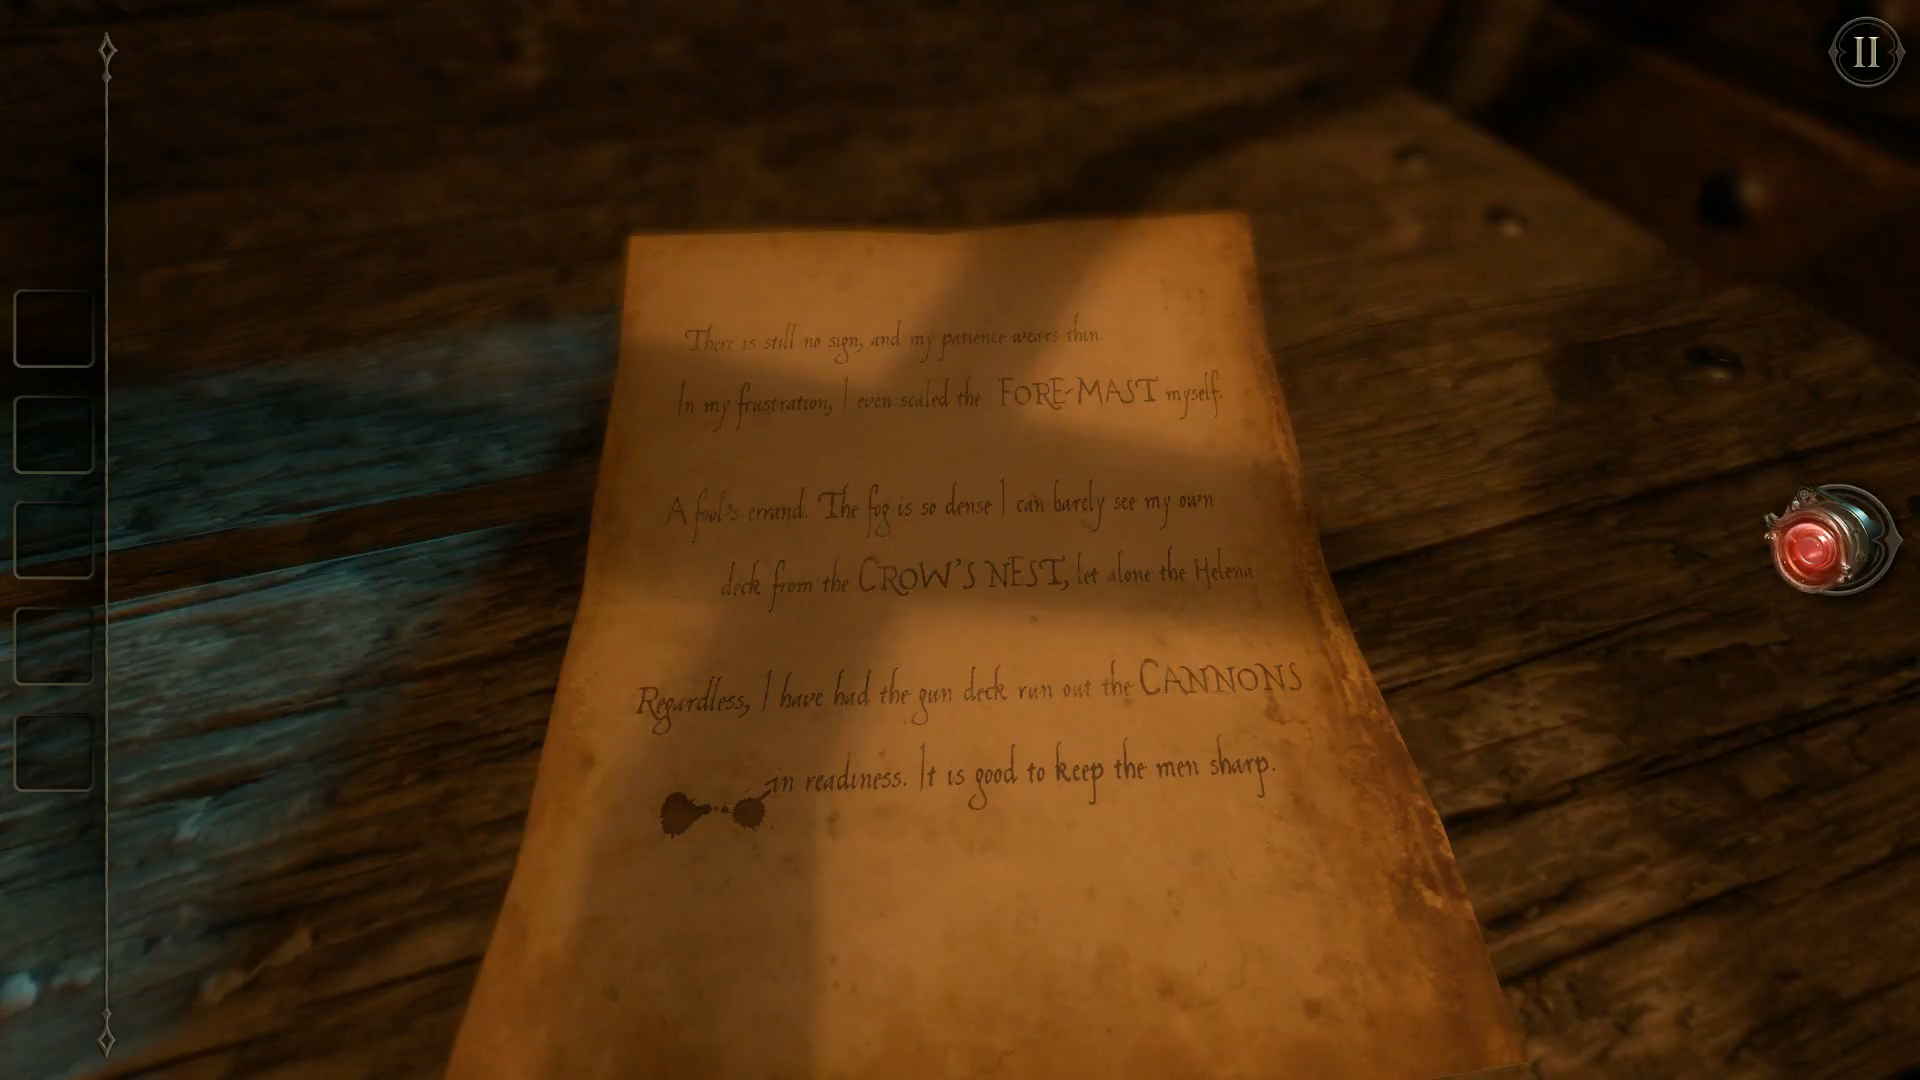 There is still no sign, and my patience wears thin.
In my frustration, I even scaled the FORE-MAST myself.
A fool's errand. The fog is so dense I can barely see my own
deck from the CROW'S NEST, let alone the Helena.
Regardless, I have had the gun deck run out the CANNONS
in readiness. It is good to keep the men sharp.